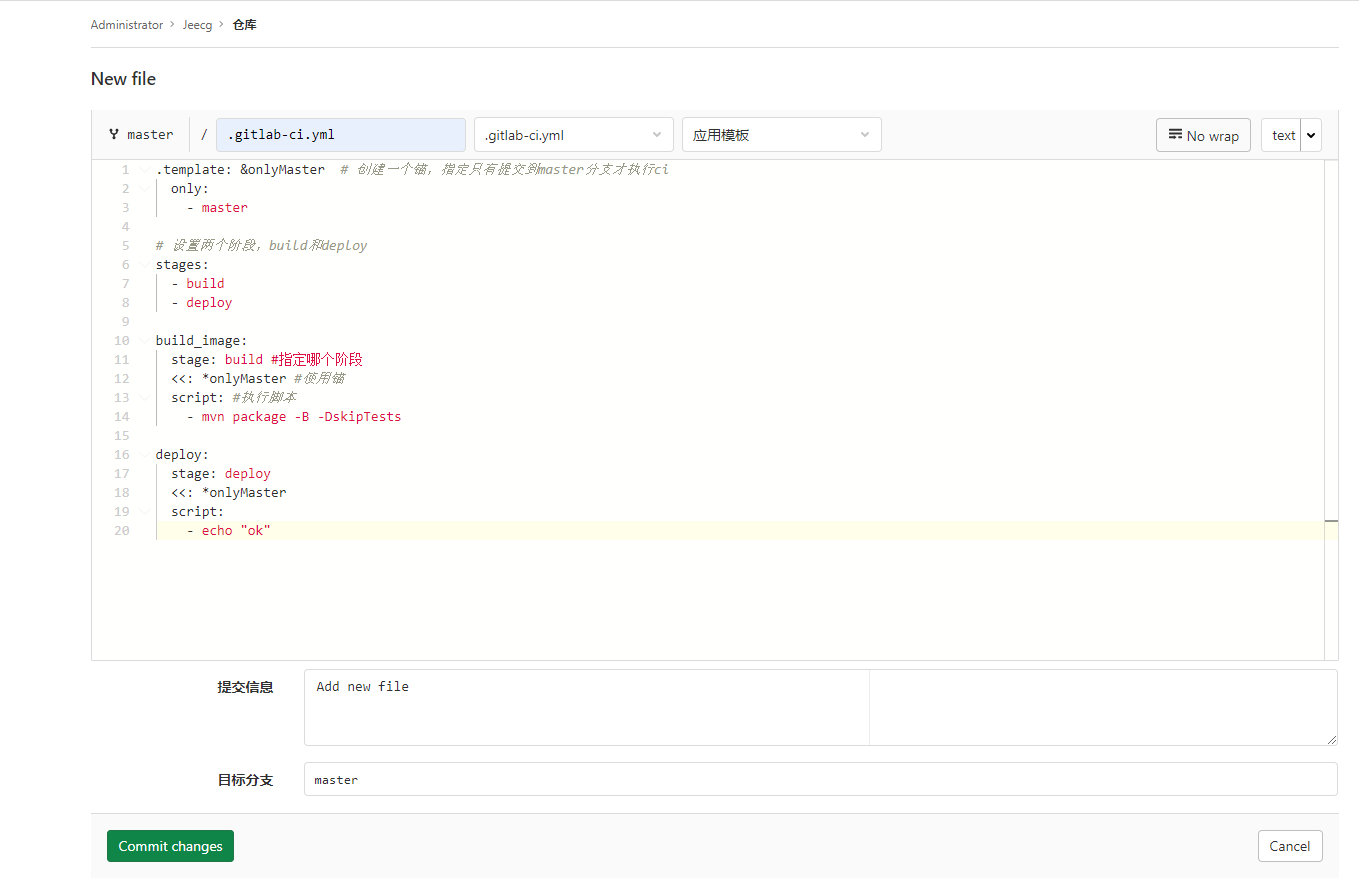 Administrator > Jeecg > 仓库
New file
master / .gitlab-ci.yml .gitlab-ci.yml 应用模板 No wrap text
1 .template: &onlyMaster # 创建一个锚，指定只有提交到master分支才执行ci
2 only:
3 - master
4
5 # 设置两个阶段，build和deploy
6 stages:
7 - build
8 - deploy
9
10 build_image:
11 stage: build #指定哪个阶段
12 <<: *onlyMaster #使用锚
13 script: #执行脚本
14 - mvn package -B -DskipTests
15
16 deploy:
17 stage: deploy
18 <<: *onlyMaster
19 script:
20 - echo "ok"
提交信息 Add new file
目标分支 master
Commit changes Cancel